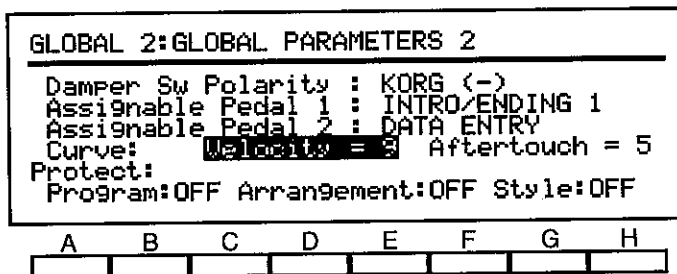 GLOBAL 2:GLOBAL PARAMETERS 2
Damper Sw Polarity : KORG (-)
Assignable Pedal 1 : INTRO/ENDING 1
Assignable Pedal 2 : DATA ENTRY
Curve: Velocity = Aftertouch = 5
Protect:
Program:OFF Arrangement:OFF Style:OFF
A B C D E F G H